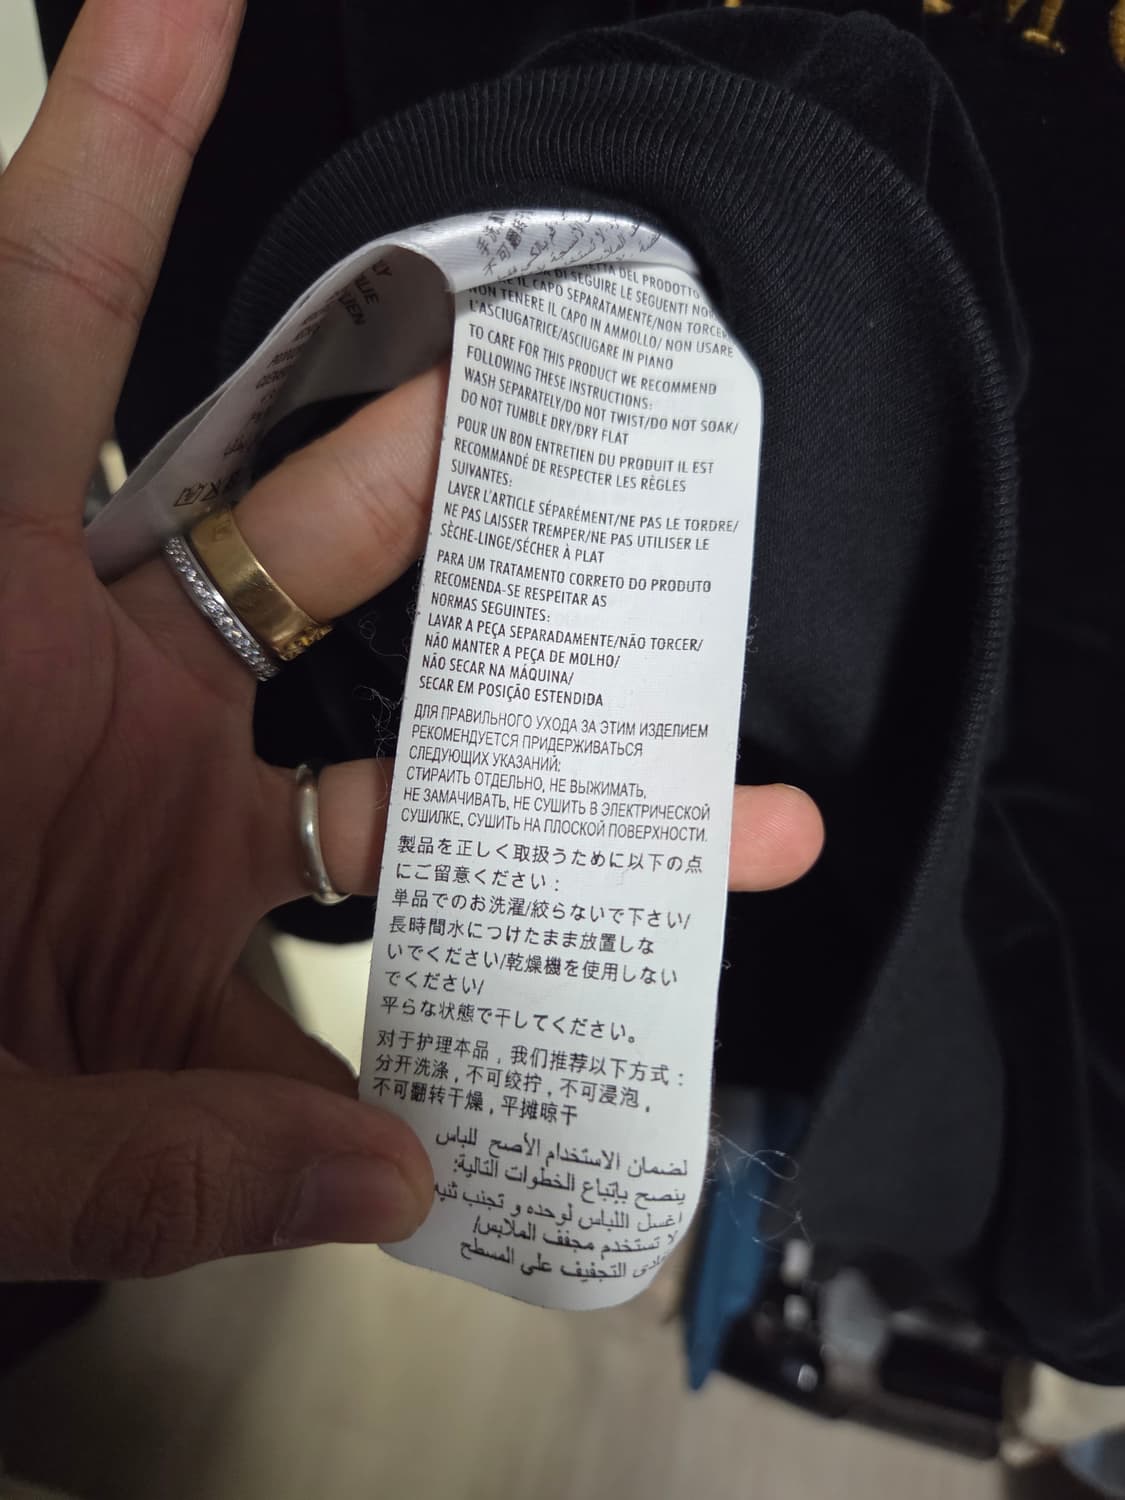 ETTA DEL PRODOTTO
DI SEGUIRE LE SEGUENTI
IL CAPO SEPARATAMENTE/NON TORCER
NON TENERE IL CAPO IN AMMOLLO/ NON USARE
L'ASCIUGATRICE/ASCIUGARE IN PIANO
TO CARE FOR THIS PRODUCT WE RECOMMEND
FOLLOWING THESE INSTRUCTIONS:
WASH SEPARATELY/DO NOT TWIST/DO NOT SOAK/
DO NOT TUMBLE DRY/DRY FLAT
POUR UN BON ENTRETIEN DU PRODUIT IL EST
RECOMMANDÉ DE RESPECTER LES RÈGLES
SUIVANTES:
LAVER L'ARTICLE SÉPARÉMENT/NE PAS LE TORDRE/
NE PAS LAISSER TREMPER/NE PAS UTILISER LE
SÈCHE-LINGE/SÉCHER À PLAT
PARA UM TRATAMENTO CORRETO DO PRODUTO
RECOMENDA-SE RESPEITAR AS
NORMAS SEGUINTES:
LAVAR A PEÇA SEPARADAMENTE/NÃO TORCER/
NÃO MANTER A PEÇA DE MOLHO/
NÃO SECAR NA MÁQUINA/
SECAR EM POSIÇÃO ESTENDIDA
ДЛЯ ПРАВИЛЬНОГО УХОДА ЗА ЭТИМ ИЗДЕЛИЕМ
РЕКОМЕНДУЕТСЯ ПРИДЕРЖИВАТЬСЯ
СЛЕДУЮЩИХ УКАЗАНИЙ:
СТИРАИТЬ ОТДЕЛЬНО, НЕ ВЫЖИМАТЬ,
НЕ ЗАМАЧИВАТЬ, НЕ СУШИТЬ В ЭЛЕКТРИЧЕСКОЙ
СУШИЛКЕ, СУШИТЬ НА ПЛОСКОЙ ПОВЕРХНОСТИ.
製品を正しく取扱うために以下の点
にご留意ください：
単品でのお洗濯/絞らないで下さい/
長時間水につけたまま放置しな
いでください/乾燥機を使用しない
でください/
平らな状態で干してください。
对于护理本品，我们推荐以下方式：
分开洗涤，不可绞拧，不可浸泡，
不可翻转干燥，平摊晾干
لضمان الاستخدام الأصح للباس
ينصح بإتباع الخطوات التالية:
اغسل اللباس لوحده و تجنب ثنيه
لا تستخدم مجفف الملابس/
التجفيف على المسطح